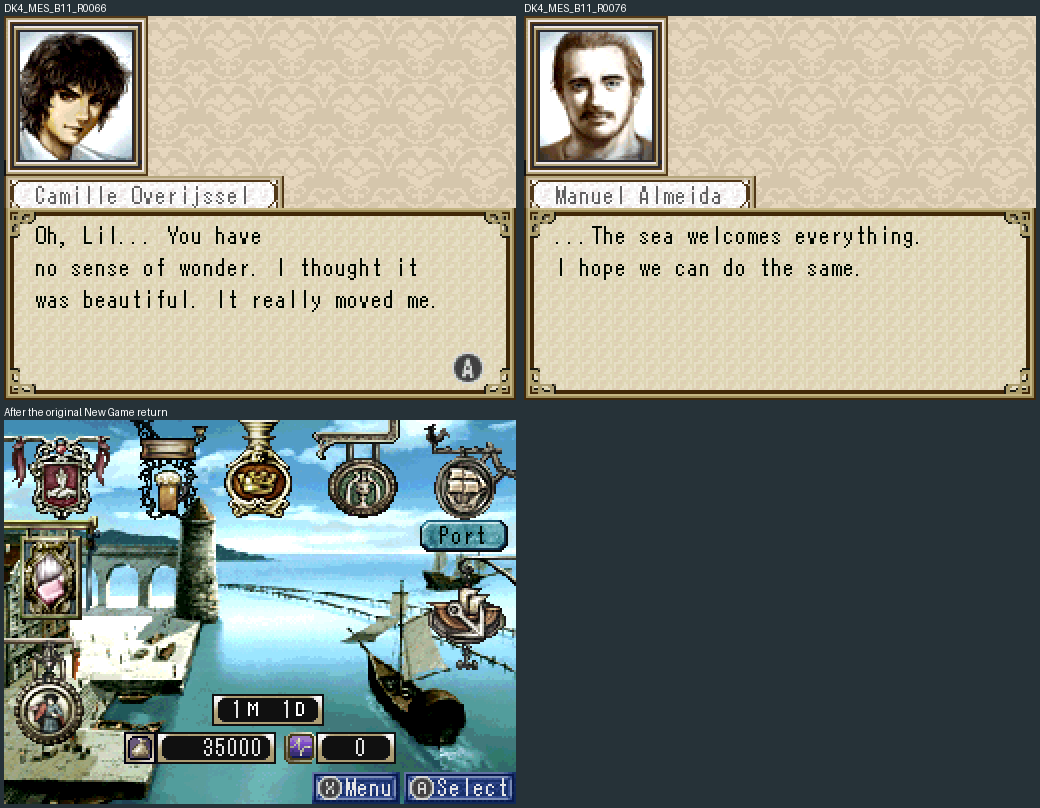 DK4_MES_B11_R0066
Camille Overijssel
Oh, Lil... You have
no sense of wonder. I thought it
was beautiful. It really moved me.
A
DK4_MES_B11_R0076
Manuel Almeida
...The sea welcomes everything.
I hope we can do the same.
After the original New Game return
Port
1M 1D
35000
0
X Menu
A Select